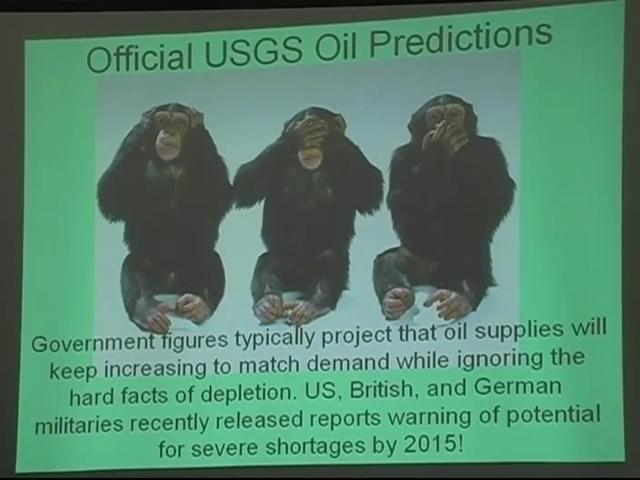 Official USGS Oil Predictions
Government figures typically project that oil supplies will
keep increasing to match demand while ignoring the
hard facts of depletion. US, British, and German
militaries recently released reports warning of potential
for severe shortages by 2015!